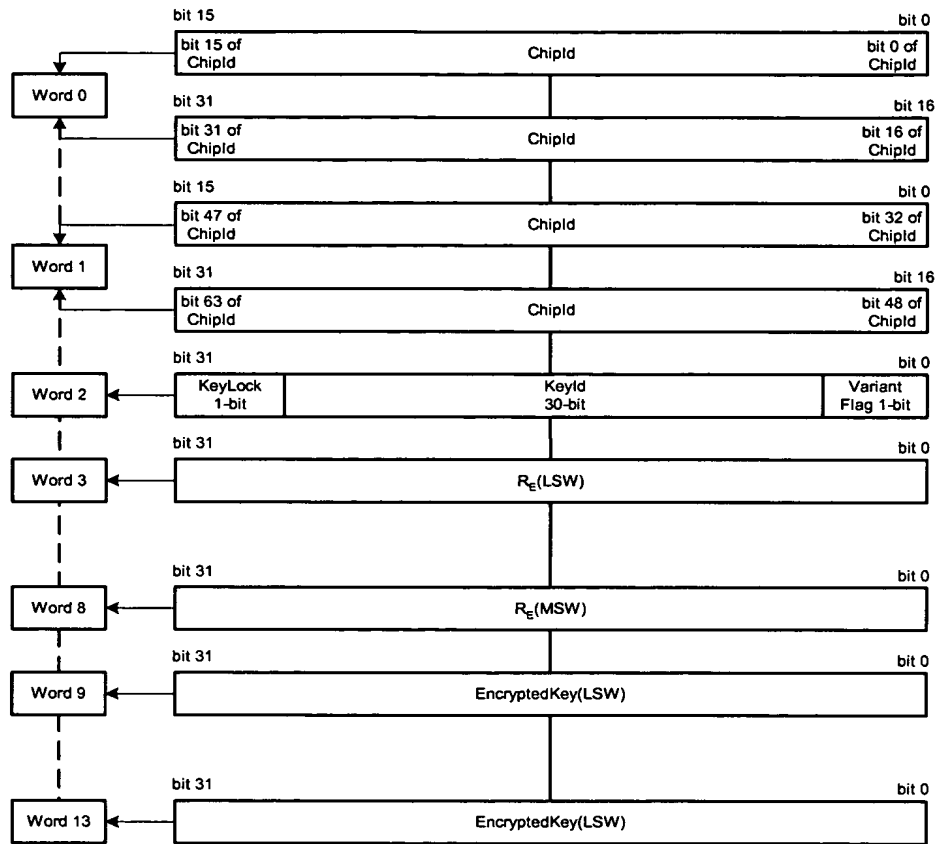 bit 15 bit 0
bit 15 of ChipId ChipId bit 0 of ChipId
Word 0
bit 31 bit 16
bit 31 of ChipId ChipId bit 16 of ChipId
bit 15 bit 0
bit 47 of ChipId ChipId bit 32 of ChipId
Word 1
bit 31 bit 16
bit 63 of ChipId ChipId bit 48 of ChipId
bit 31 bit 0
Word 2
KeyLock 1-bit KeyId 30-bit Variant Flag 1-bit
bit 31 bit 0
Word 3 R_E(LSW)
bit 31 bit 0
Word 8 R_E(MSW)
bit 31 bit 0
Word 9 EncryptedKey(LSW)
bit 31 bit 0
Word 13 EncryptedKey(LSW)